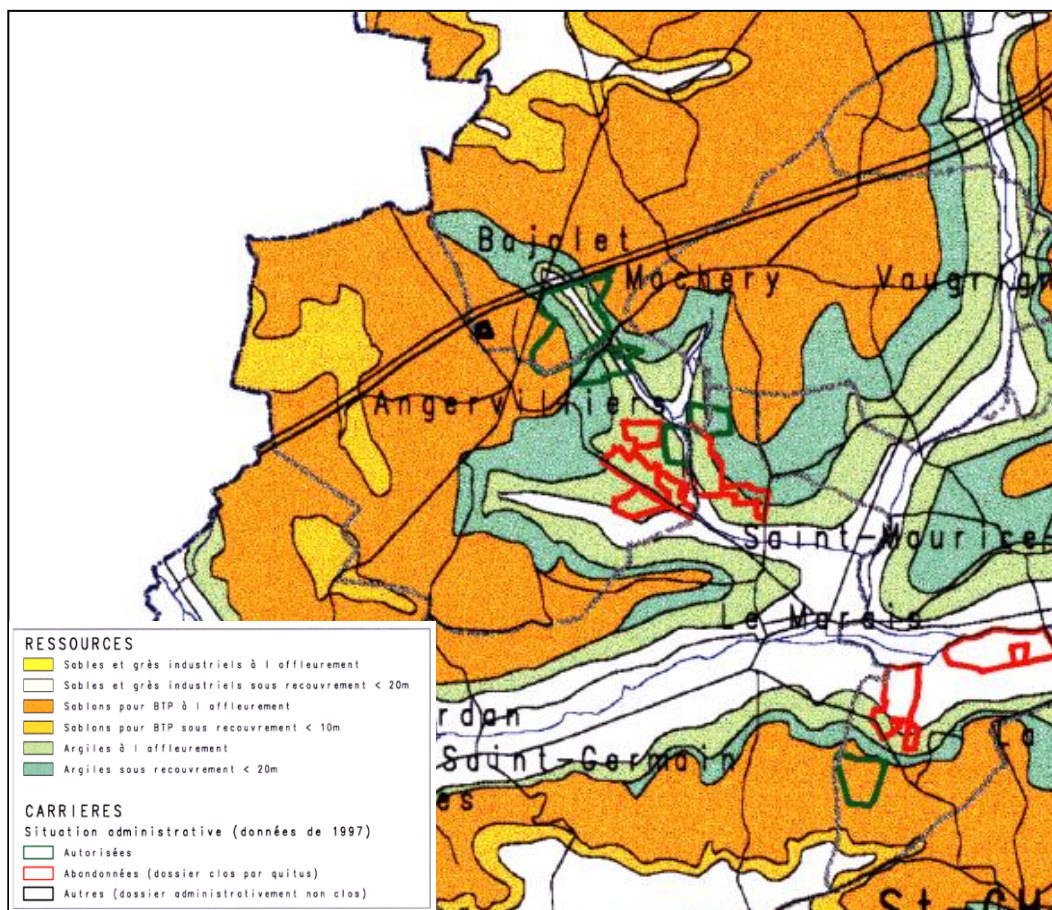 Bajolet
Machery
Vaugrign
Angervilliers
Saint-Maurice-
Le Marais
rdan
La
Saint-Germain
es
St-CH
RESSOURCES
Sables et grès industriels à l affleurement
Sables et grès industriels sous recouvrement < 20m
Sablons pour BTP à l affleurement
Sablons pour BTP sous recouvrement < 10m
Argiles à l affleurement
Argiles sous recouvrement < 20m
CARRIERES
Situation administrative (données de 1997)
Autorisées
Abandonnées (dossier clos par quitus)
Autres (dossier administrativement non clos)